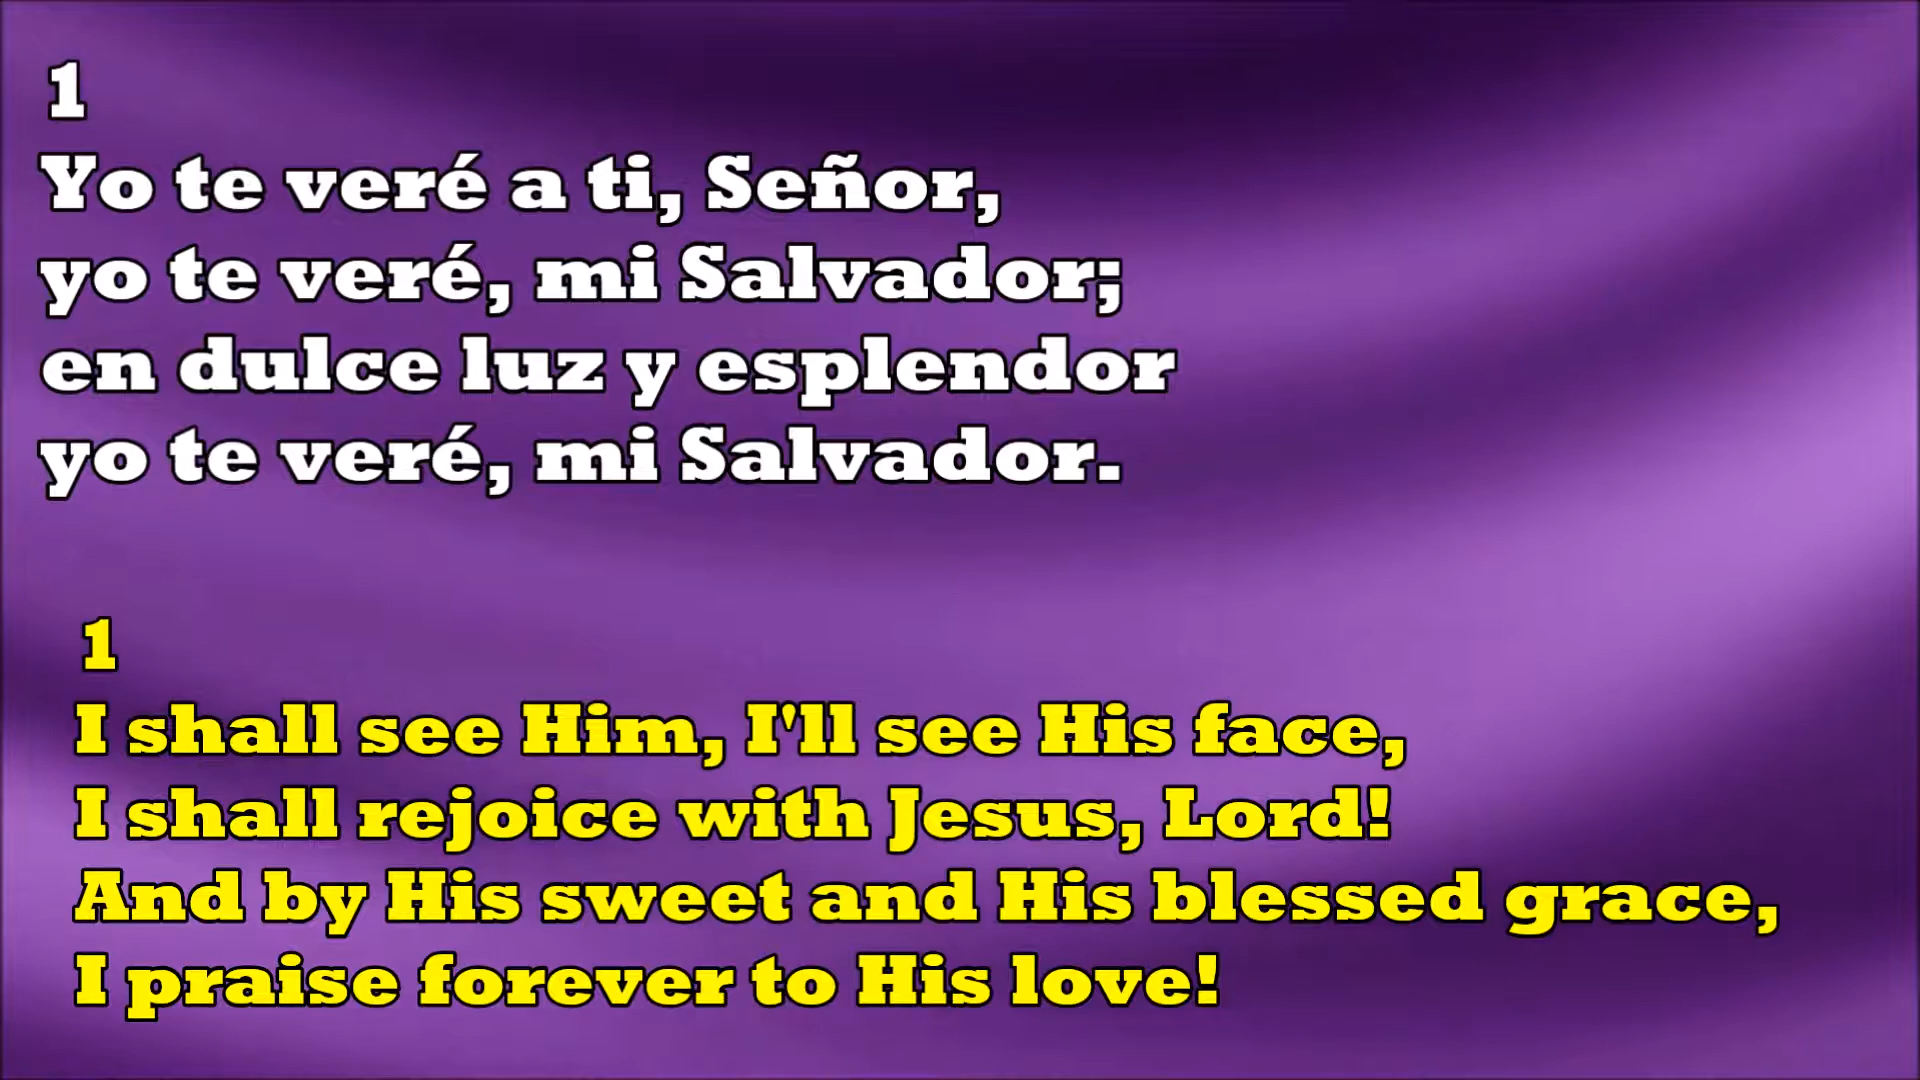 1
Yo te veré a ti, Señor,
yo te veré, mi Salvador;
en dulce luz y esplendor
yo te veré, mi Salvador.
1
I shall see Him, I'll see His face,
I shall rejoice with Jesus, Lord!
And by His sweet and His blessed grace,
I praise forever to His love!